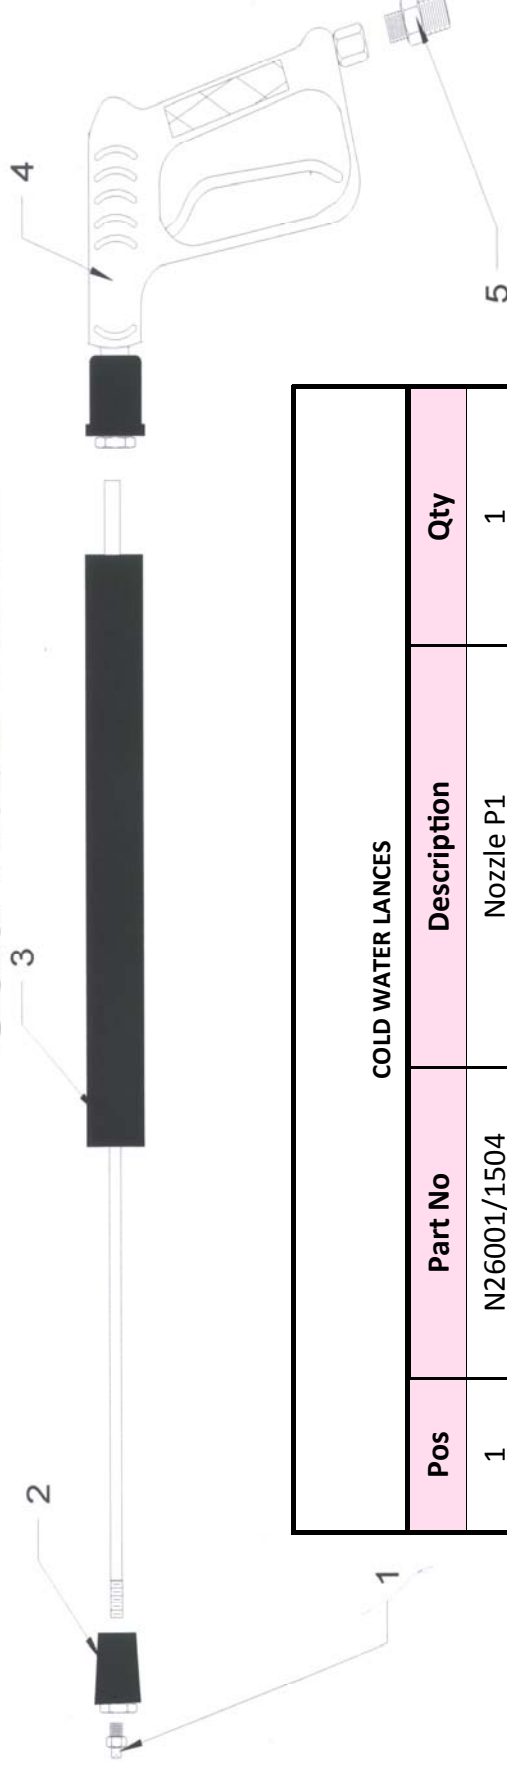 4
3
2
1
5
COLD WATER LANCES
Pos Part No Description Qty
1 N26001/1504 Nozzle P1 1